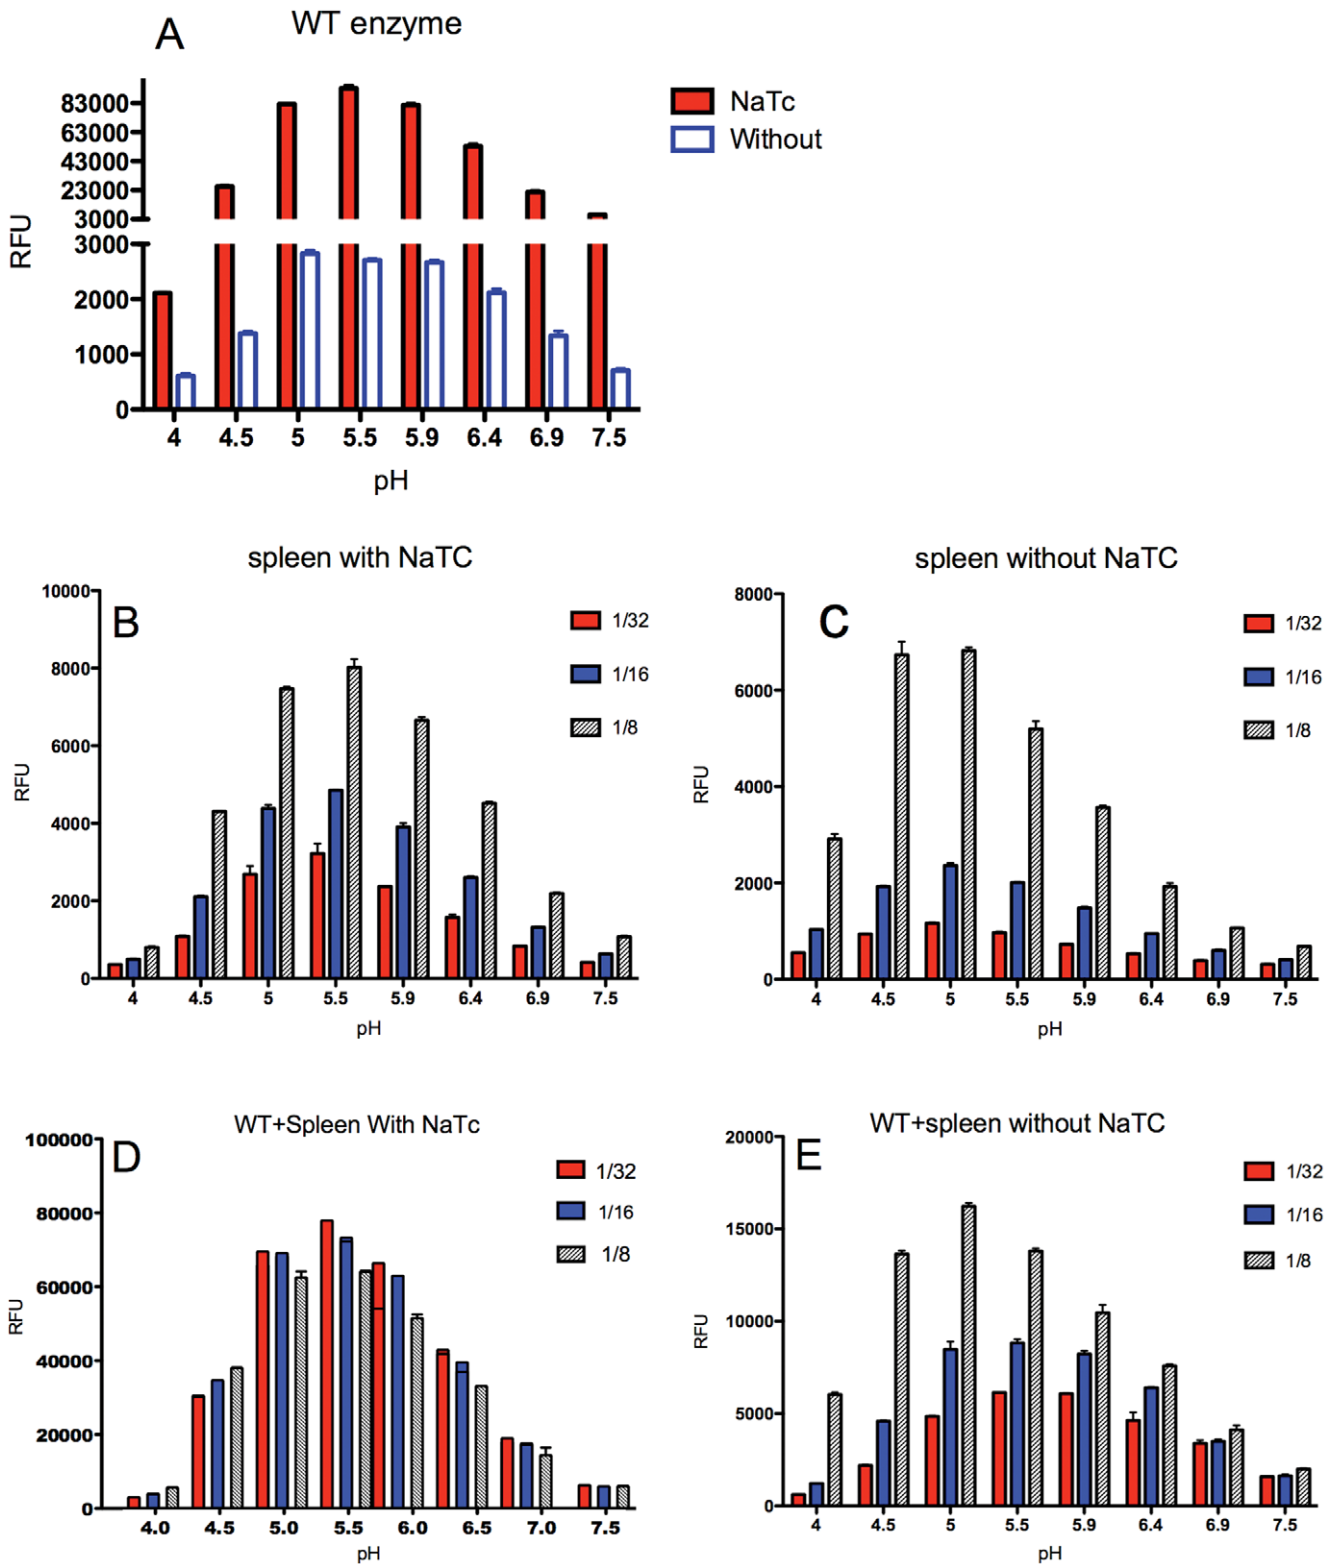 A
WT enzyme
NaTc
Without
83000
63000
43000
23000
3000
3000
2000
1000
0
RFU
4 4.5 5 5.5 5.9 6.4 6.9 7.5
pH
spleen with NaTC
B
10000
8000
6000
4000
2000
0
RFU
1/32
1/16
1/8
4 4.5 5 5.5 5.9 6.4 6.9 7.5
pH
spleen without NaTC
C
8000
6000
4000
2000
0
RFU
1/32
1/16
1/8
4 4.5 5 5.5 5.9 6.4 6.9 7.5
pH
WT+Spleen With NaTc
D
100000
80000
60000
40000
20000
0
RFU
1/32
1/16
1/8
4.0 4.5 5.0 5.5 6.0 6.5 7.0 7.5
pH
WT+spleen without NaTC
E
20000
15000
10000
5000
0
RFU
1/32
1/16
1/8
4 4.5 5 5.5 5.9 6.4 6.9 7.5
pH